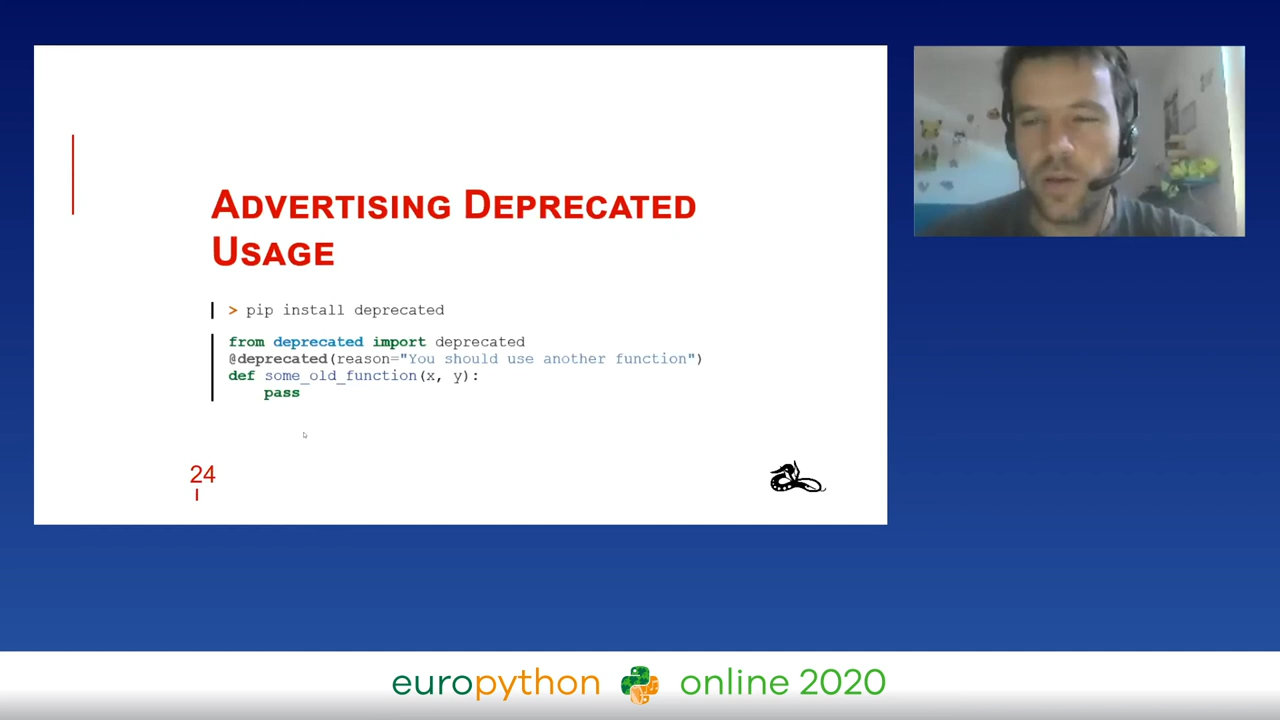 Advertising Deprecated
Usage
> pip install deprecated
from deprecated import deprecated
@deprecated(reason="You should use another function")
def some_old_function(x, y):
    pass
24
europython online 2020